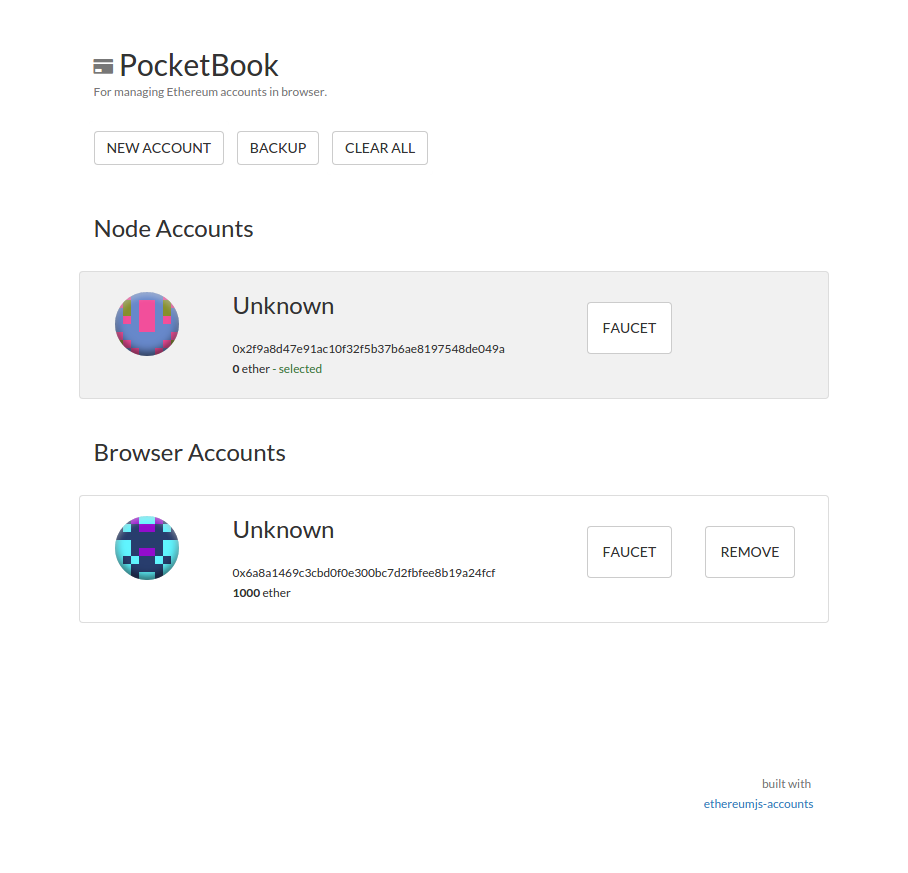 PocketBook
For managing Ethereum accounts in browser.
NEW ACCOUNT BACKUP CLEAR ALL
Node Accounts
Unknown
FAUCET
0x2f9a8d47e91ac10f32f5b37b6ae8197548de049a
0 ether - selected
Browser Accounts
Unknown
FAUCET REMOVE
0x6a8a1469c3cbd0f0e300bc7d2fbfee8b19a24fcf
1000 ether
built with
ethereumjs-accounts